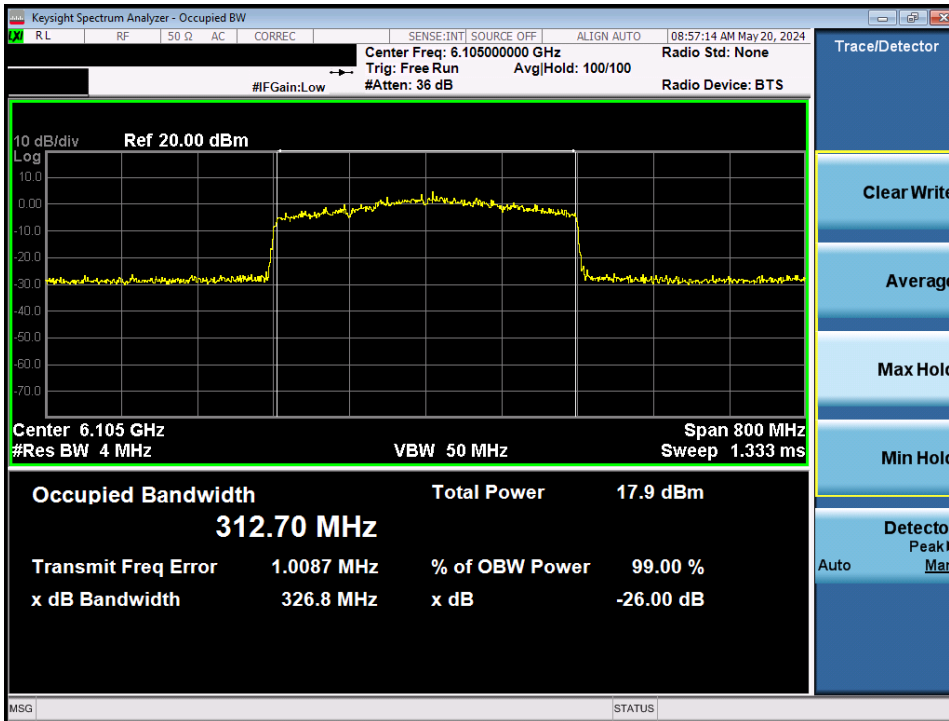 Keysight Spectrum Analyzer - Occupied BW
LXI RL RF 50 Ω AC CORREC SENSE:INT SOURCE OFF ALIGN AUTO 08:57:14 AM May 20, 2024
Center Freq: 6.105000000 GHz Radio Std: None
Trig: Free Run Avg|Hold: 100/100
#IFGain:Low #Atten: 36 dB Radio Device: BTS
Trace/Detector
10 dB/div Ref 20.00 dBm
Log
10.0
0.00
-10.0
-20.0
-30.0
-40.0
-50.0
-60.0
-70.0
Center 6.105 GHz Span 800 MHz
#Res BW 4 MHz VBW 50 MHz Sweep 1.333 ms
Occupied Bandwidth Total Power 17.9 dBm
312.70 MHz
Transmit Freq Error 1.0087 MHz % of OBW Power 99.00 %
x dB Bandwidth 326.8 MHz x dB -26.00 dB
Clear Write
Average
Max Hold
Min Hold
Detecto
Peak
Auto Man
MSG STATUS